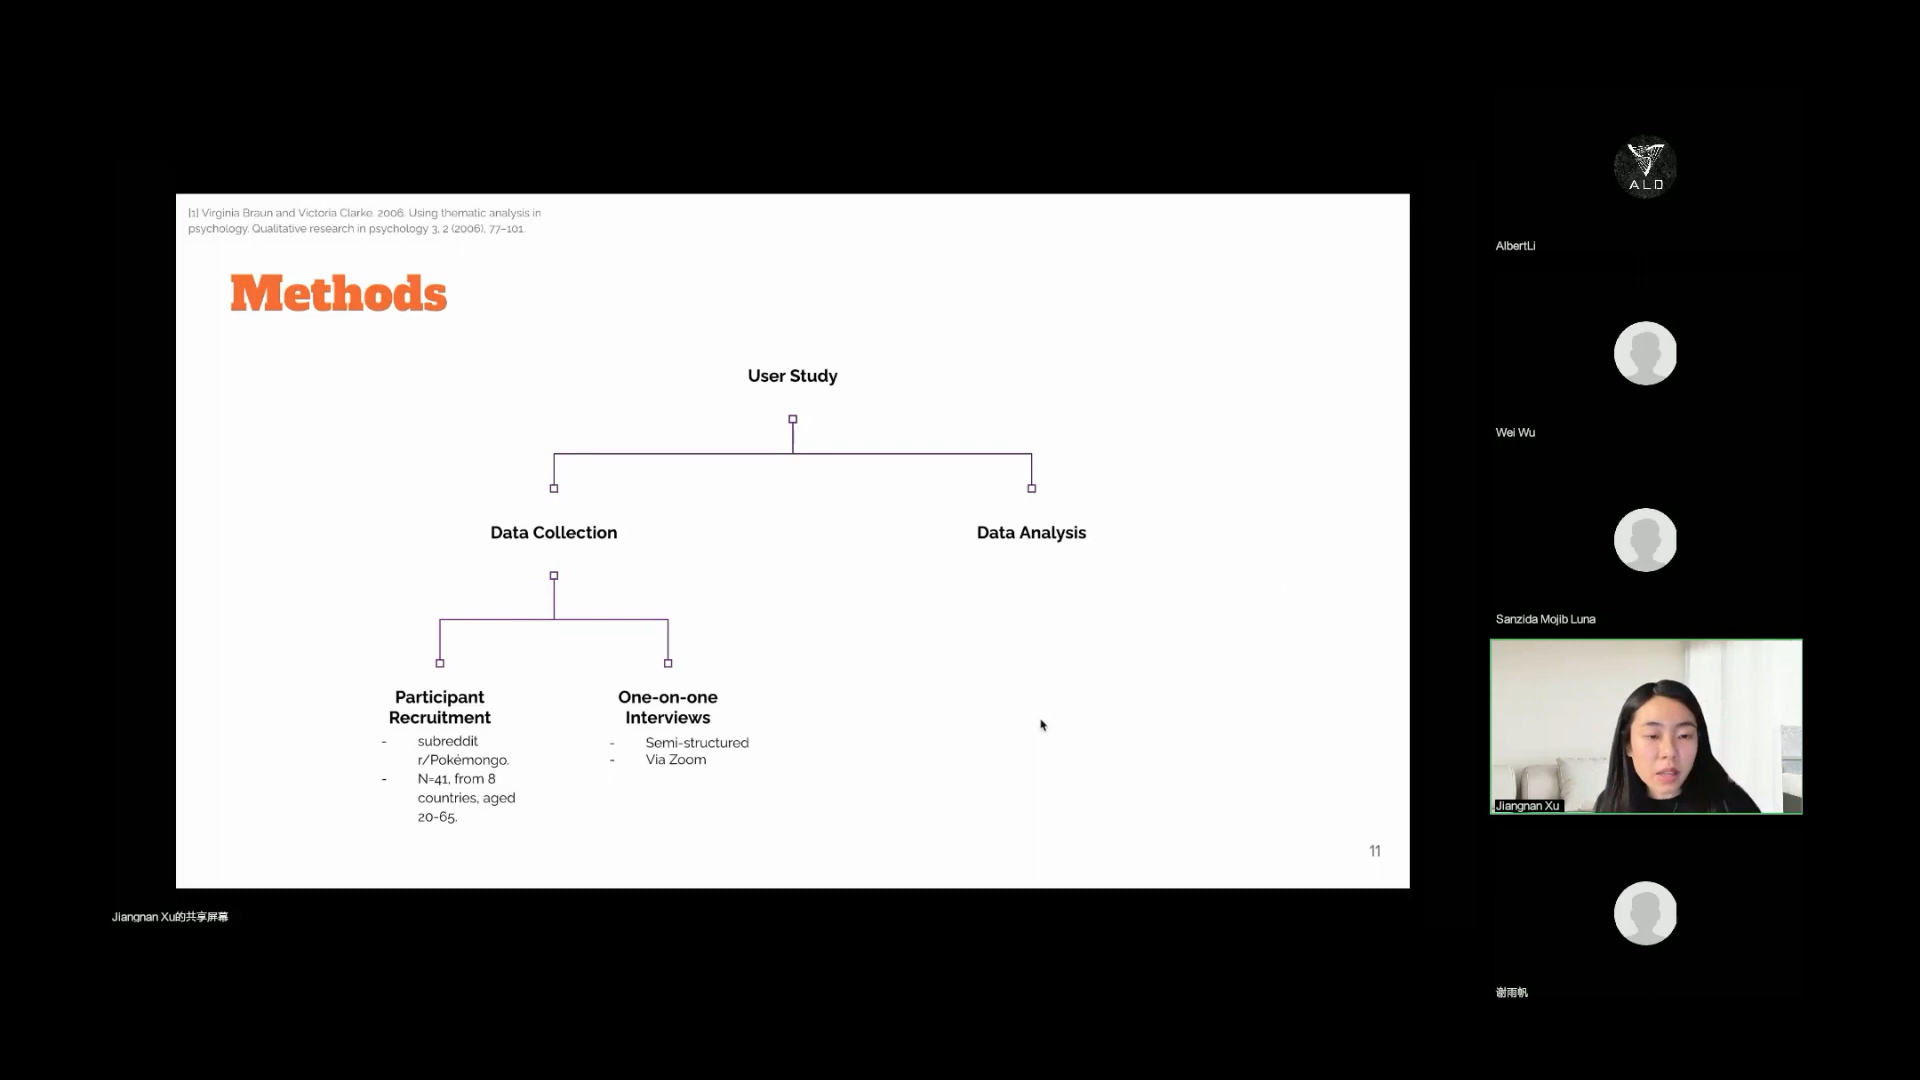 [1] Virginia Braun and Victoria Clarke. 2006. Using thematic analysis in
psychology. Qualitative research in psychology 3, 2 (2006), 77–101.
Methods
User Study
Data Collection
Data Analysis
Participant
Recruitment
- subreddit
r/Pokémongo.
- N=41, from 8
countries, aged
20-65.
One-on-one
Interviews
- Semi-structured
- Via Zoom
11
Jiangnan Xu的共享屏幕
ALD
AlbertLi
Wei Wu
Sanzida Mojib Luna
Jiangnan Xu
谢雨帆